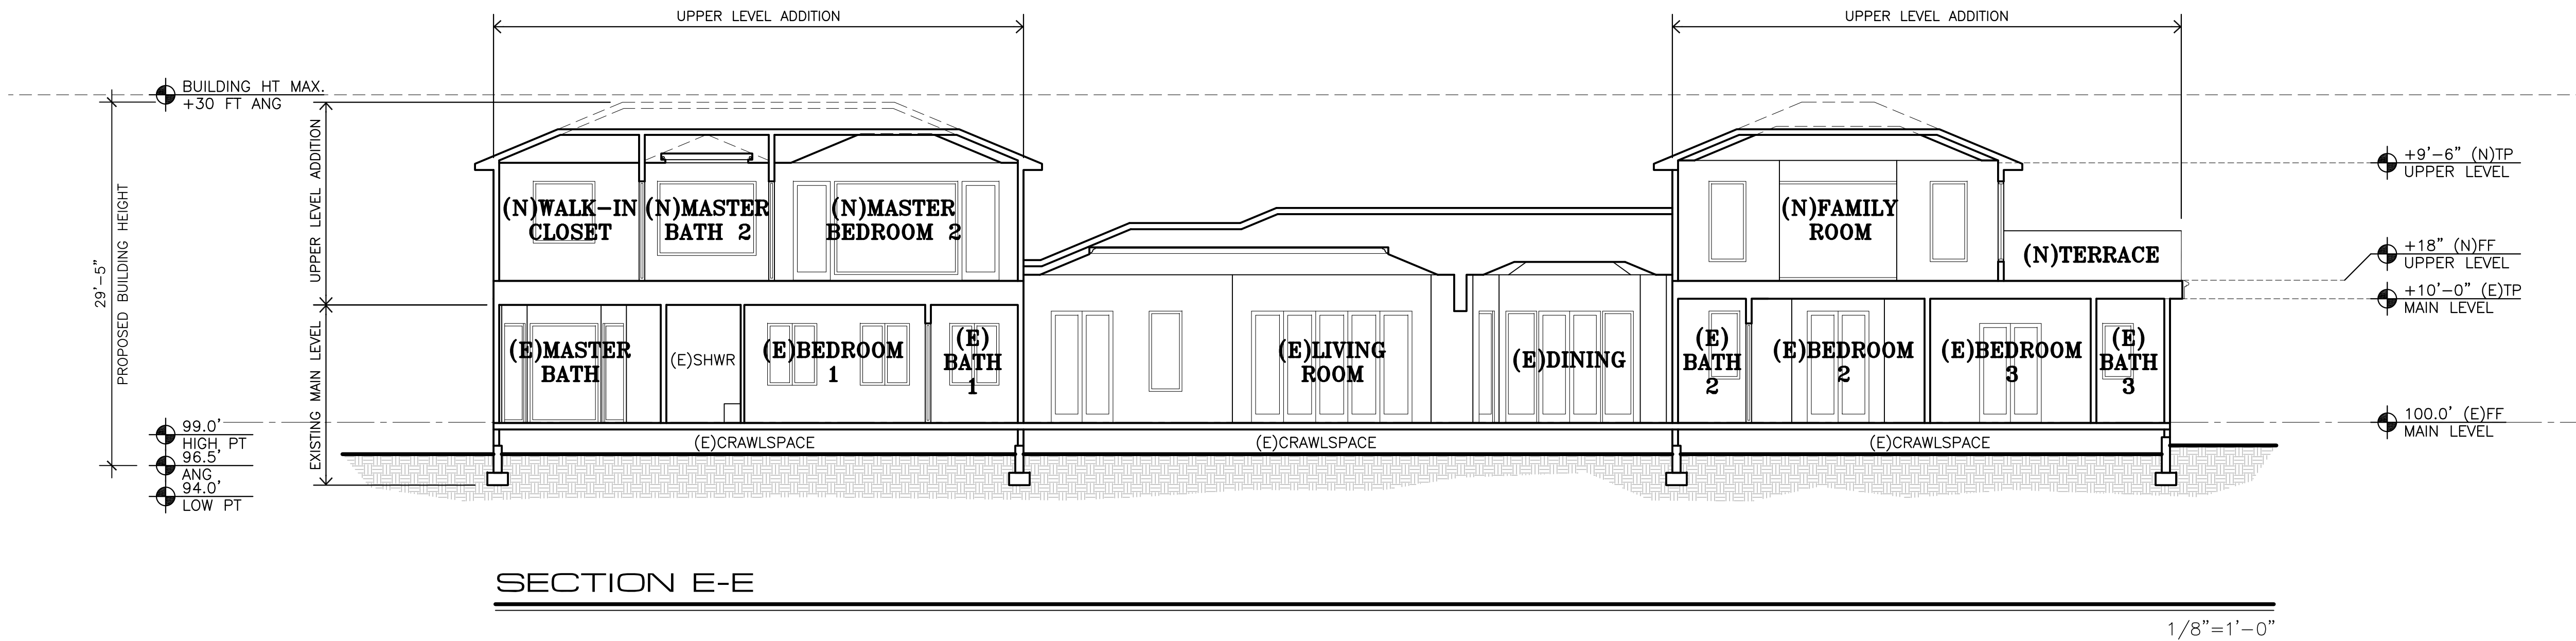 UPPER LEVEL ADDITION
UPPER LEVEL ADDITION
BUILDING HT MAX.
+30 FT ANG
UPPER LEVEL ADDITION
29'-5"
PROPOSED BUILDING HEIGHT
EXISTING MAIN LEVEL
99.0'
HIGH PT
96.5'
ANG
94.0'
LOW PT
(N)WALK-IN
CLOSET
(N)MASTER
BATH 2
(N)MASTER
BEDROOM 2
(N)FAMILY
ROOM
(N)TERRACE
+9'-6" (N)TP
UPPER LEVEL
+18" (N)FF
UPPER LEVEL
+10'-0" (E)TP
MAIN LEVEL
(E)MASTER
BATH
(E)SHWR
(E)BEDROOM
1
(E)
BATH
1
(E)LIVING
ROOM
(E)DINING
(E)
BATH
2
(E)BEDROOM
2
(E)BEDROOM
3
(E)
BATH
3
100.0' (E)FF
MAIN LEVEL
(E)CRAWLSPACE
(E)CRAWLSPACE
(E)CRAWLSPACE
SECTION E-E
1/8"=1'-0"